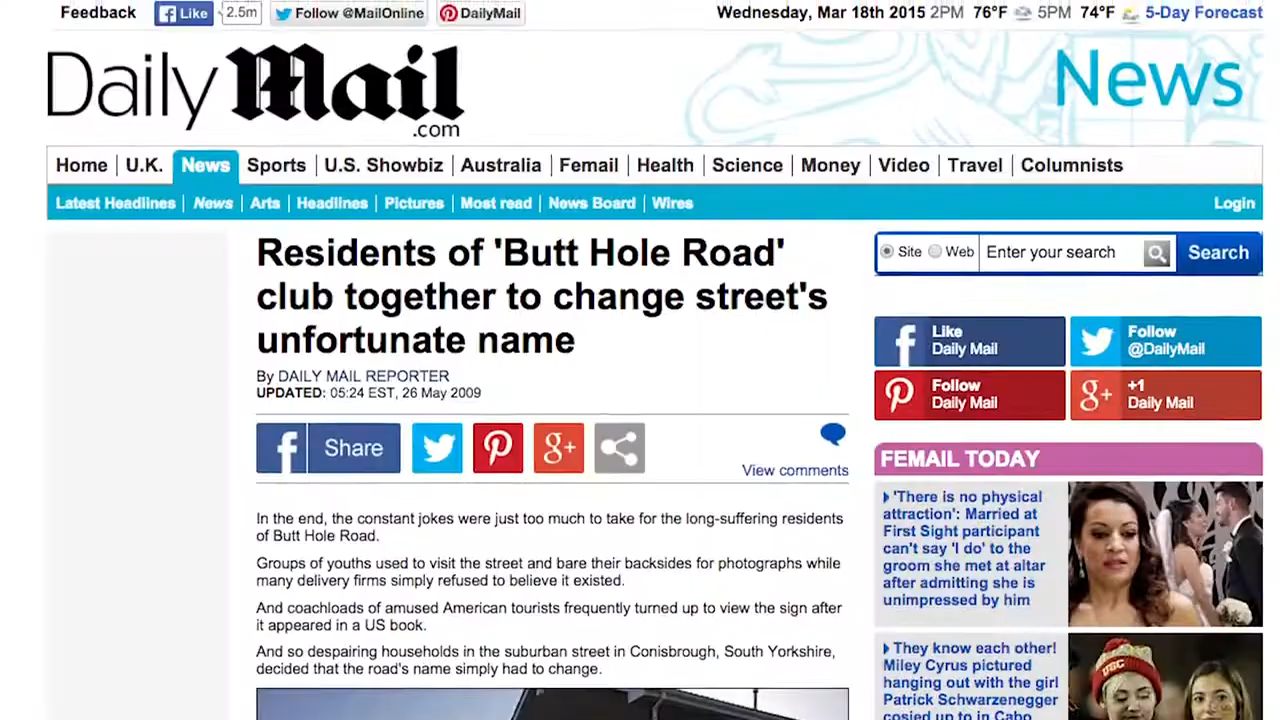 Feedback Like 2.5m Follow @MailOnline DailyMail Wednesday, Mar 18th 2015 2PM 76°F 5PM 74°F 5-Day Forecast
Daily Mail .com
News
Home U.K. News Sports U.S. Showbiz Australia Femail Health Science Money Video Travel Columnists
Latest Headlines News Arts Headlines Pictures Most read News Board Wires Login
Residents of 'Butt Hole Road'
club together to change street's
unfortunate name
By DAILY MAIL REPORTER
UPDATED: 05:24 EST, 26 May 2009
Share
View comments
In the end, the constant jokes were just too much to take for the long-suffering residents
of Butt Hole Road.
Groups of youths used to visit the street and bare their backsides for photographs while
many delivery firms simply refused to believe it existed.
And coachloads of amused American tourists frequently turned up to view the sign after
it appeared in a US book.
And so despairing households in the suburban street in Conisbrough, South Yorkshire,
decided that the road's name simply had to change.
Site Web Enter your search Search
Like
Daily Mail
Follow
@DailyMail
Follow
Daily Mail
+1
Daily Mail
FEMAIL TODAY
'There is no physical
attraction': Married at
First Sight participant
can't say 'I do' to the
groom she met at altar
after admitting she is
unimpressed by him
They know each other!
Miley Cyrus pictured
hanging out with the girl
Patrick Schwarzenegger
cosied up to in Cabo
USC